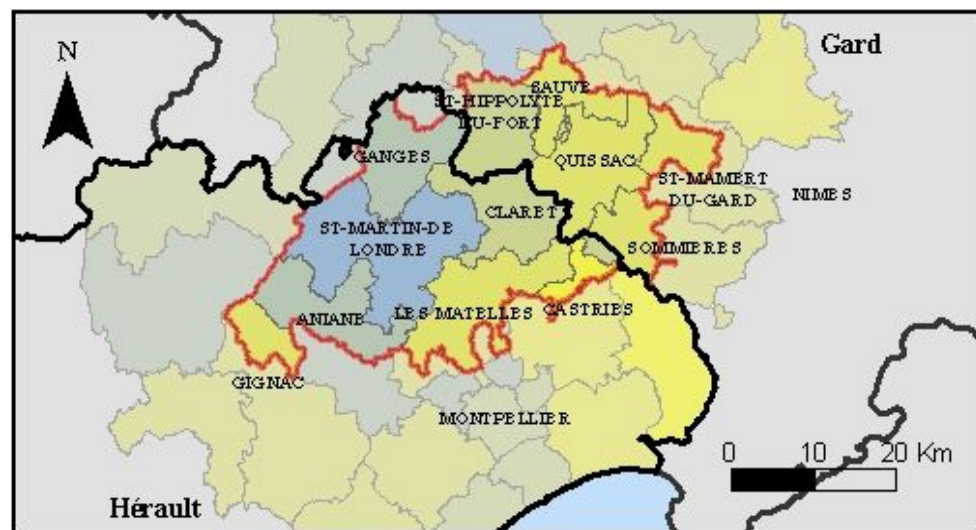 Gard
N
SAUVE
ST-HIPPOLYTE
DU-FORT
GANGES
QUISSAC
ST-MAMERT
DU-GARD
NIMES
CLARET
ST-MARTIN-DE
LONDRE
SOMMIERES
ANIANE
LES MATELLES
CASTRIES
GIGNAC
MONTPELLIER
0 10 20 Km
Hérault